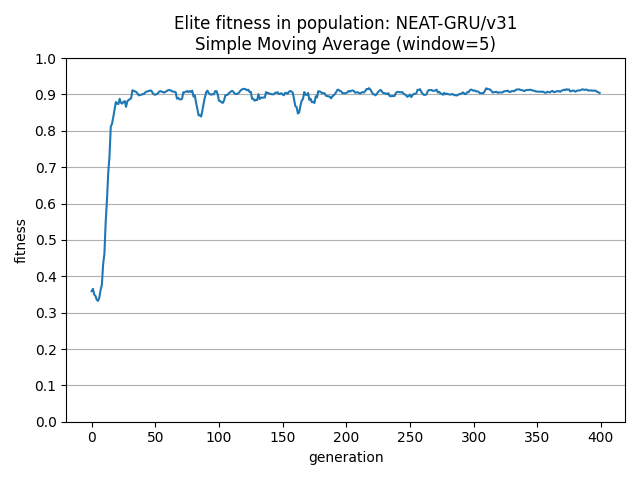 Elite fitness in population: NEAT-GRU/v31
Simple Moving Average (window=5)
1.0
0.9
0.8
0.7
0.6
0.5
0.4
0.3
0.2
0.1
0.0
fitness
0 50 100 150 200 250 300 350 400
generation